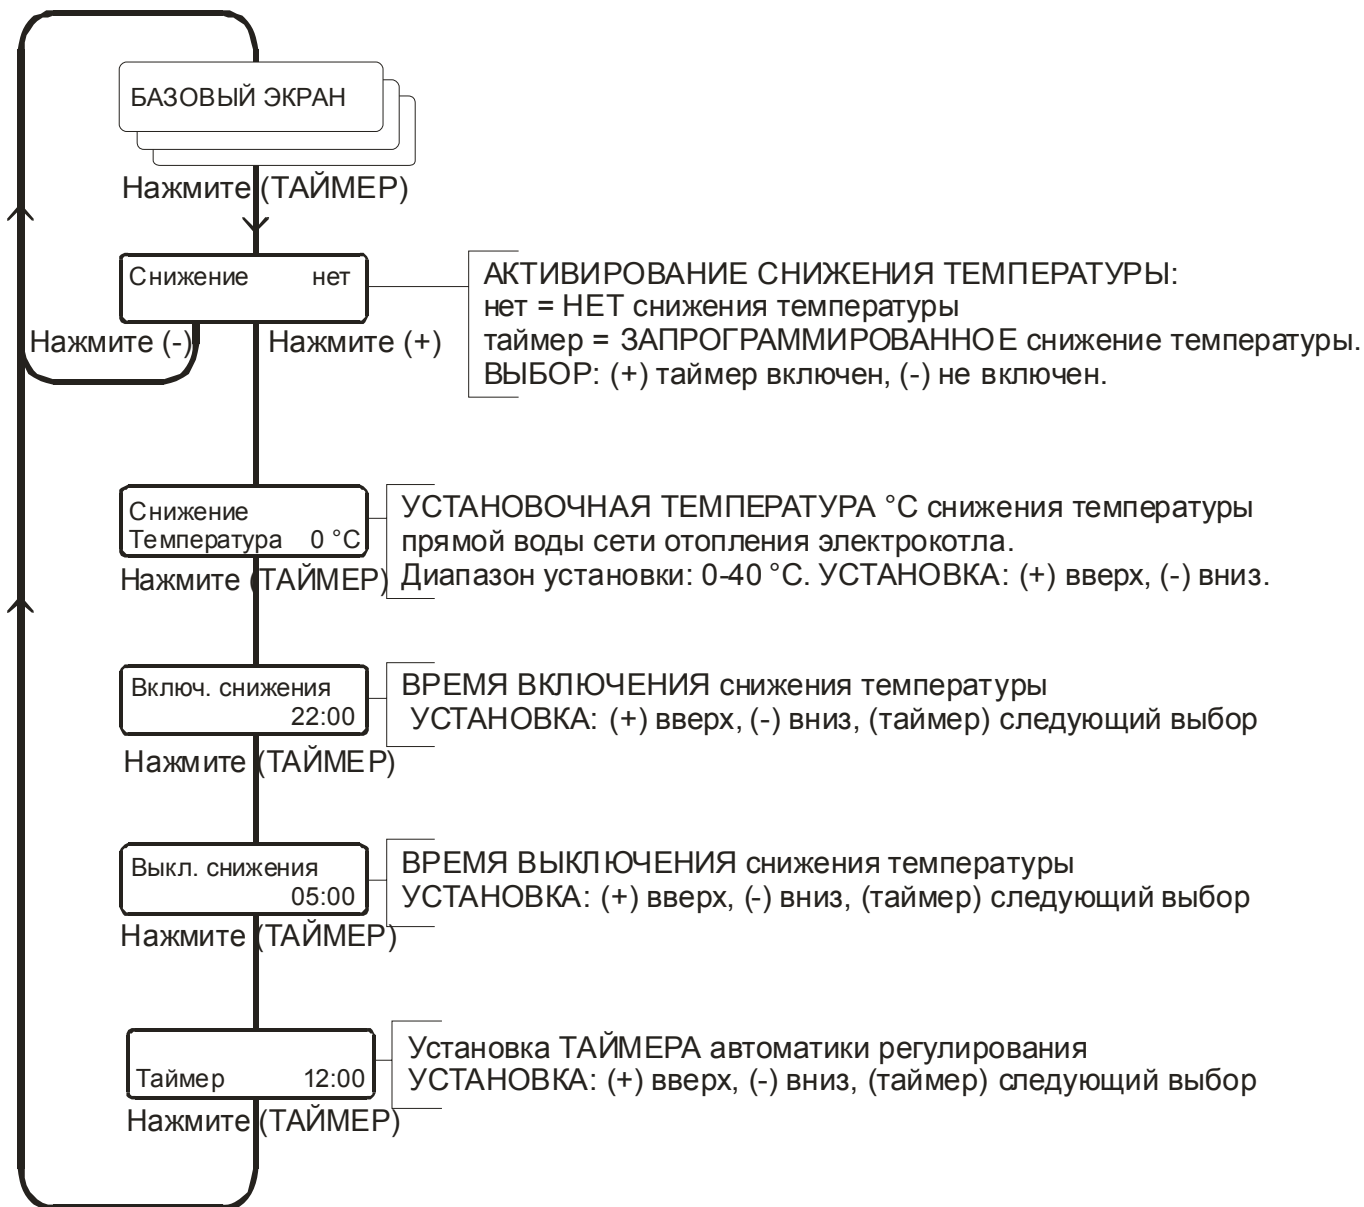 БАЗОВЫЙ ЭКРАН
Нажмите (ТАЙМЕР)
Снижение нет
АКТИВИРОВАНИЕ СНИЖЕНИЯ ТЕМПЕРАТУРЫ:
нет = НЕТ снижения температуры
таймер = ЗАПРОГРАММИРОВАННОЕ снижение температуры.
ВЫБОР: (+) таймер включен, (-) не включен.
Нажмите (-)
Нажмите (+)
Снижение
Температура 0 °C
УСТАНОВОЧНАЯ ТЕМПЕРАТУРА °C снижения температуры
прямой воды сети отопления электрокотла.
Диапазон установки: 0-40 °C. УСТАНОВКА: (+) вверх, (-) вниз.
Нажмите (ТАЙМЕР)
Включ. снижения
22:00
ВРЕМЯ ВКЛЮЧЕНИЯ снижения температуры
УСТАНОВКА: (+) вверх, (-) вниз, (таймер) следующий выбор
Нажмите (ТАЙМЕР)
Выкл. снижения
05:00
ВРЕМЯ ВЫКЛЮЧЕНИЯ снижения температуры
УСТАНОВКА: (+) вверх, (-) вниз, (таймер) следующий выбор
Нажмите (ТАЙМЕР)
Таймер 12:00
Установка ТАЙМЕРА автоматики регулирования
УСТАНОВКА: (+) вверх, (-) вниз, (таймер) следующий выбор
Нажмите (ТАЙМЕР)